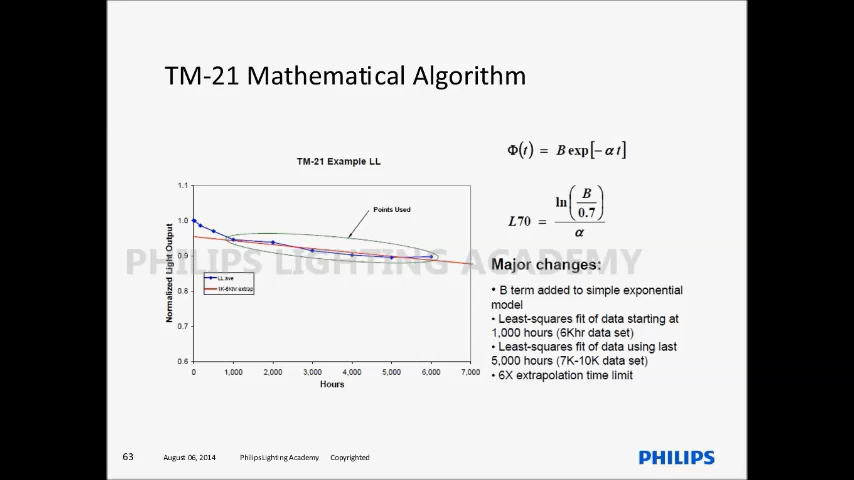 TM-21 Mathematical Algorithm
TM-21 Example LL
1.1
1.0
0.9
0.8
0.7
0.6
Normalized Light Output
Points Used
LL ave
1K-6Khr extrap
0 1,000 2,000 3,000 4,000 5,000 6,000 7,000
Hours
Φ(t) = B exp[− α t]
L70 = ln(B/0.7)/α
PHILIPS LIGHTING ACADEMY
Major changes:
• B term added to simple exponential
model
• Least-squares fit of data starting at
1,000 hours (6Khr data set)
• Least-squares fit of data using last
5,000 hours (7K-10K data set)
• 6X extrapolation time limit
63 August 06, 2014 PhilipsLighting Academy Copyrighted
PHILIPS